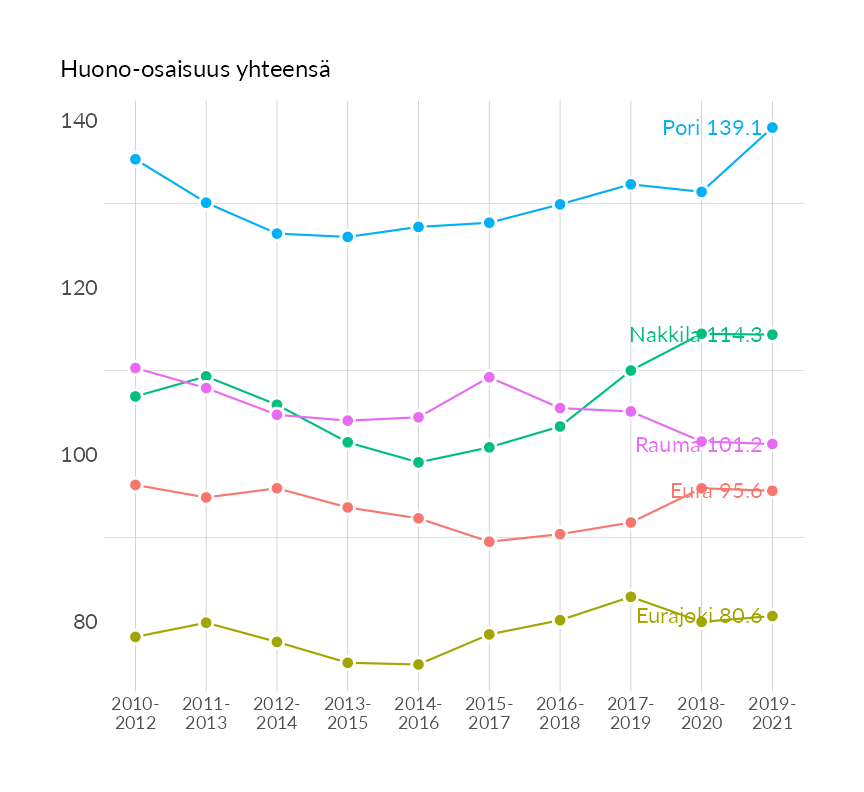 Huono-osaisuus yhteensä
140
Pori 139.1
120
Nakkila 114.3
100
Rauma 101.2
Eura 95.6
80
Eurajoki 80.6
2010- 2011- 2012- 2013- 2014- 2015- 2016- 2017- 2018- 2019-
2012 2013 2014 2015 2016 2017 2018 2019 2020 2021